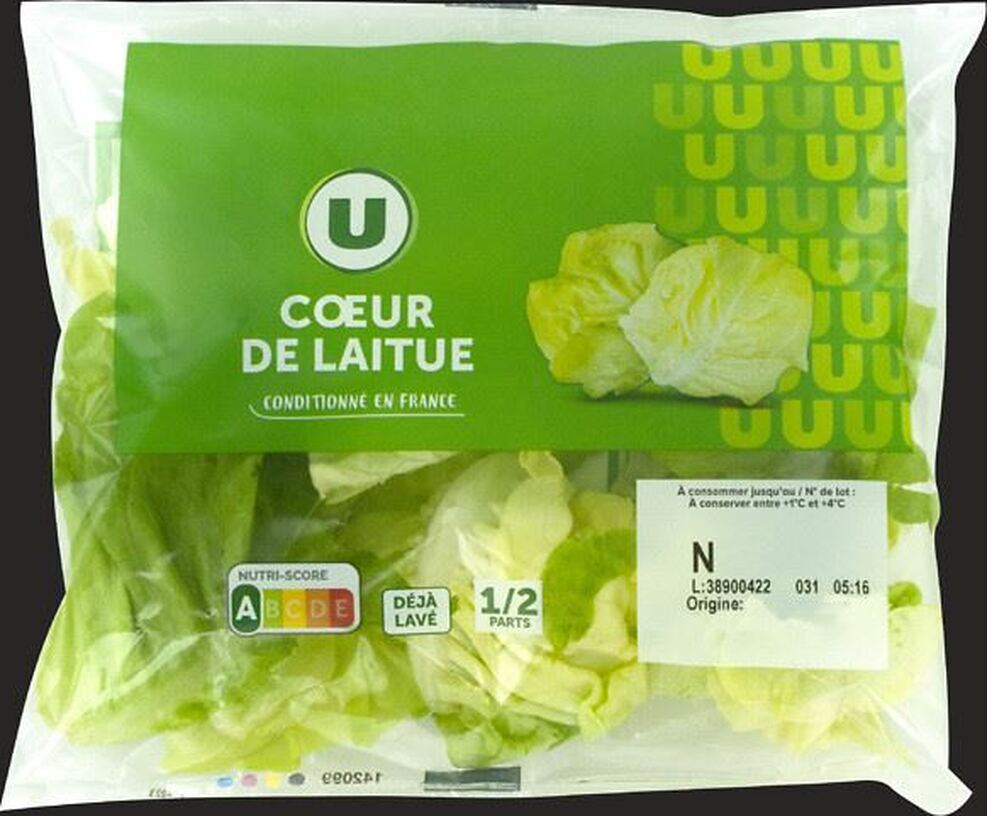 U
CŒUR
DE LAITUE
CONDITIONNÉ EN FRANCE
À consommer jusqu'au / N° de lot :
À conserver entre +1°C et +4°C
N
L:38900422 031 05:16
Origine:
NUTRI-SCORE
A B C D E
DÉJÀ
LAVÉ
1/2
PARTS
142099